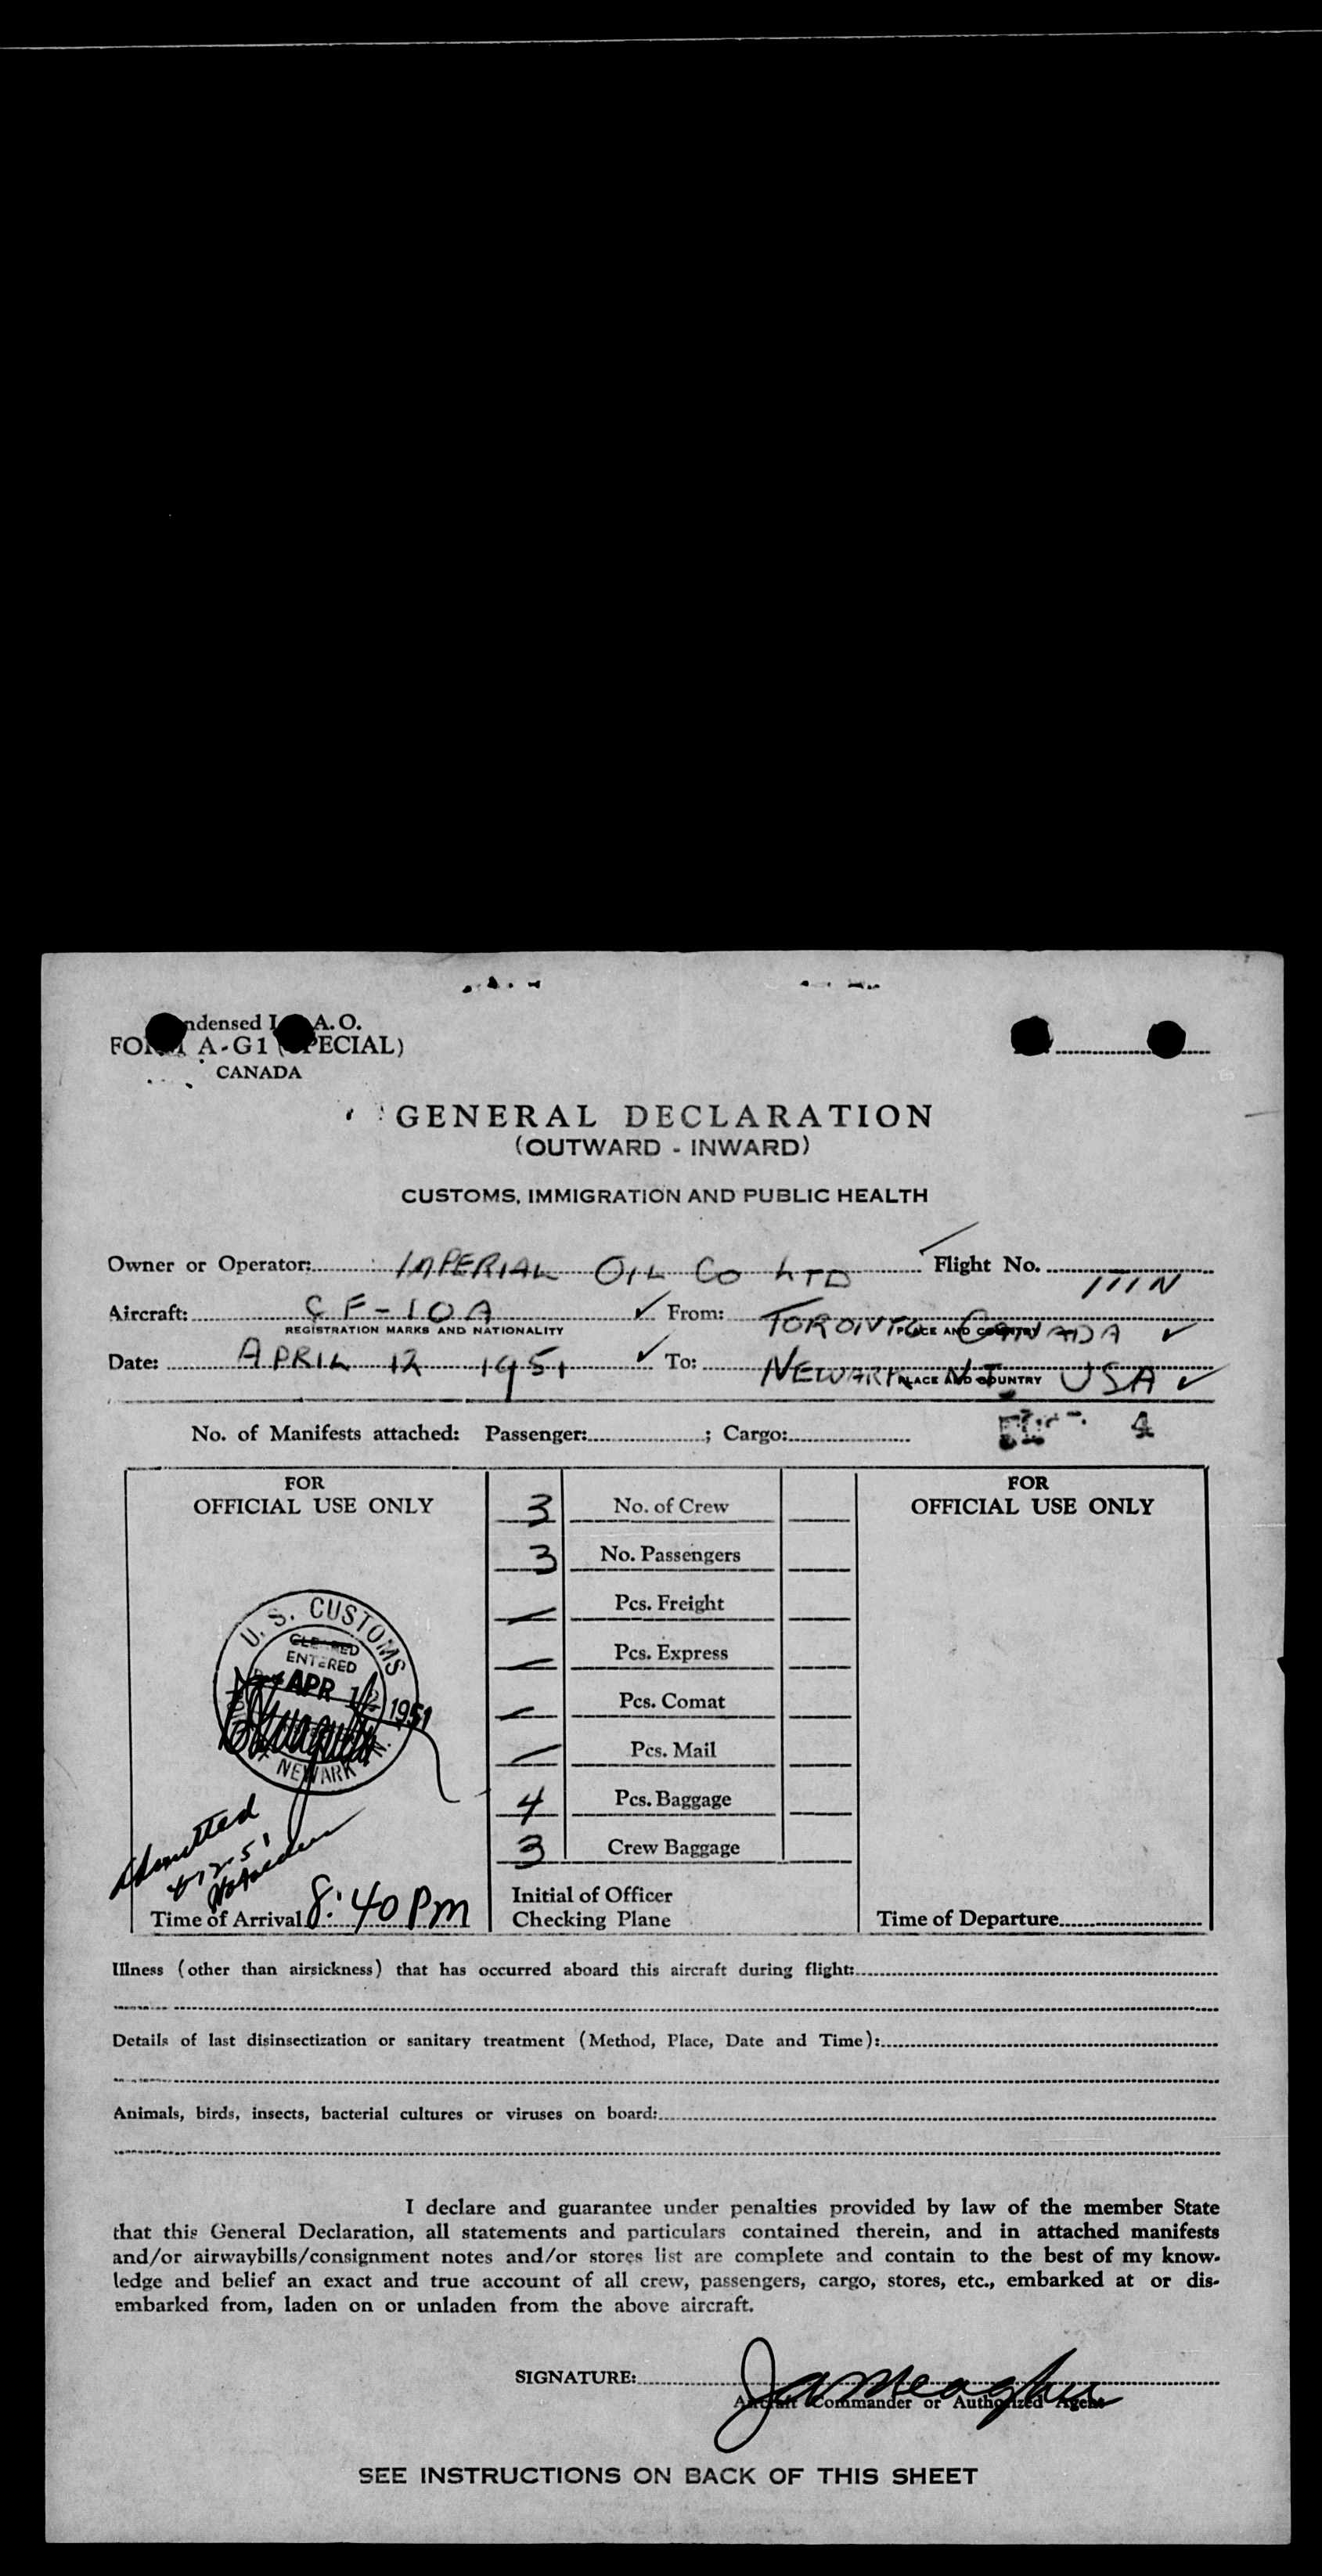 ndensed I A. O.
FO A-G1 ( PECIAL)
CANADA
GENERAL DECLARATION
(OUTWARD - INWARD)
CUSTOMS, IMMIGRATION AND PUBLIC HEALTH
Owner or Operator: IMPERIAL OIL CO LTD Flight No.
Aircraft: CF-IOA From: TORONTO CANADA
REGISTRATION MARKS AND NATIONALITY PLACE AND COUNTRY
Date: APRIL 12 1951 To: NEWARK NJ USA
PLACE AND COUNTRY
No. of Manifests attached: Passenger: ; Cargo: 4
FOR OFFICIAL USE ONLY
3 No. of Crew
3 No. Passengers
Pcs. Freight
Pcs. Express
Pcs. Comat
Pcs. Mail
4 Pcs. Baggage
3 Crew Baggage
Initial of Officer
Checking Plane
U. S. CUSTOMS
CLEARED
ENTERED
APR 12 1951
NEWARK N.
Admitted
4-12-51
Time of Arrival 8:40 Pm
FOR OFFICIAL USE ONLY
Time of Departure
Illness (other than airsickness) that has occurred aboard this aircraft during flight:
Details of last disinsectization or sanitary treatment (Method, Place, Date and Time):
Animals, birds, insects, bacterial cultures or viruses on board:
I declare and guarantee under penalties provided by law of the member State
that this General Declaration, all statements and particulars contained therein, and in attached manifests
and/or airwaybills/consignment notes and/or stores list are complete and contain to the best of my know-
ledge and belief an exact and true account of all crew, passengers, cargo, stores, etc., embarked at or dis-
embarked from, laden on or unladen from the above aircraft.
SIGNATURE: JA Meagher
Aircraft Commander or Authorized Agent
SEE INSTRUCTIONS ON BACK OF THIS SHEET